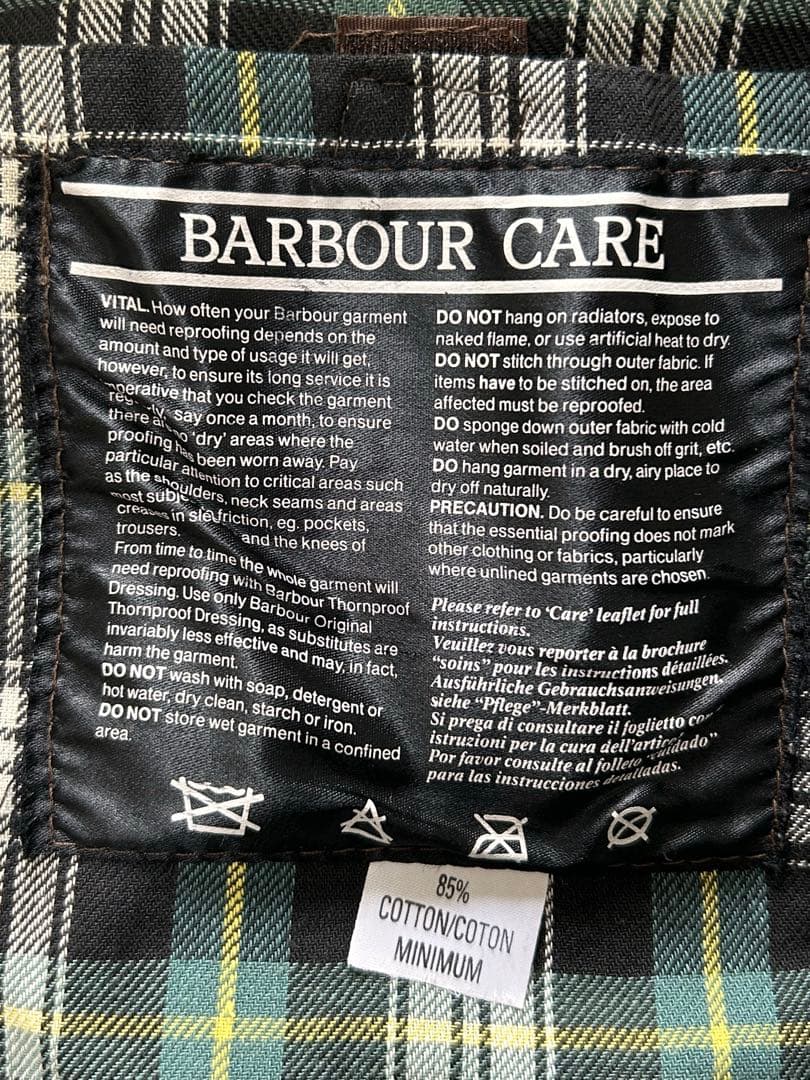 BARBOUR CARE
VITAL. How often your Barbour garment
will need reproofing depends on the
amount and type of usage it will get,
however, to ensure its long service it is
that you check the garment
say once a month, to ensure
there 'dry' areas where the
proofing has been worn away. Pay
particular attention to critical areas such
as the shoulders, neck seams and areas
most friction, eg. pockets,
creases in and the knees of
trousers.
From time to time the whole garment will
need reproofing with Barbour Thornproof
Dressing. Use only Barbour Original
Thornproof Dressing, as substitutes are
invariably less effective and may, in fact,
harm the garment.
DO NOT wash with soap, detergent or
hot water, dry clean, starch or iron.
DO NOT store wet garment in a confined
area.
DO NOT hang on radiators, expose to
naked flame, or use artificial heat to dry.
DO NOT stitch through outer fabric. If
items have to be stitched on, the area
affected must be reproofed.
DO sponge down outer fabric with cold
water when soiled and brush off grit, etc.
DO hang garment in a dry, airy place to
dry off naturally.
PRECAUTION. Do be careful to ensure
that the essential proofing does not mark
other clothing or fabrics, particularly
where unlined garments are chosen.
Please refer to 'Care' leaflet for full
instructions.
Veuillez vous reporter à la brochure
"soins" pour les instructions détaillées.
Ausführliche Gebrauchsanweisungen,
siehe "Pflege"-Merkblatt.
Si prega di consultare il foglietto
istruzioni per la cura
Por favor consulte al folleto
para las instrucciones detalladas.
85%
COTTON/COTON
MINIMUM